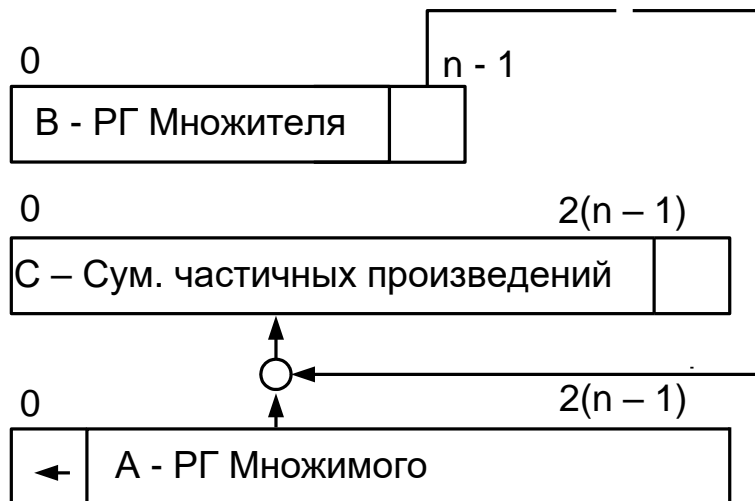 0
n - 1
В - РГ Множителя
0
2(n – 1)
С – Сум. частичных произведений
0
2(n – 1)
А - РГ Множимого